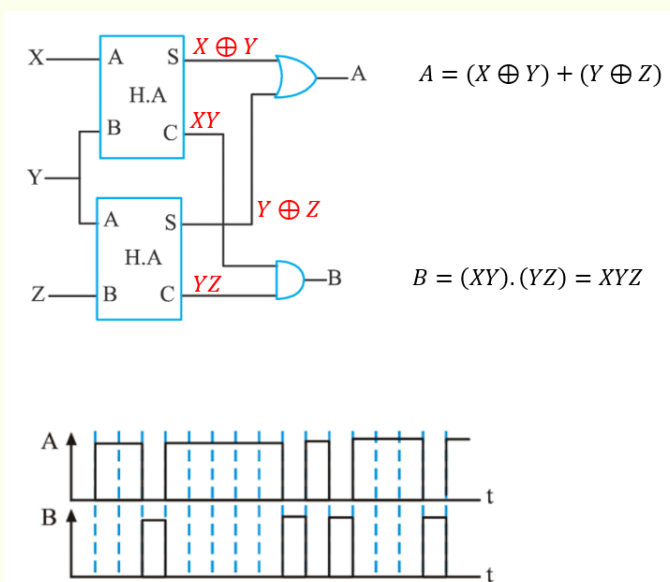 X
A
S
X ⊕ Y
A
A = (X ⊕ Y) + (Y ⊕ Z)
H.A
B
C
XY
Y
A
S
Y ⊕ Z
H.A
Z
B
C
YZ
B
B = (XY).(YZ) = XYZ
A
t
B
t